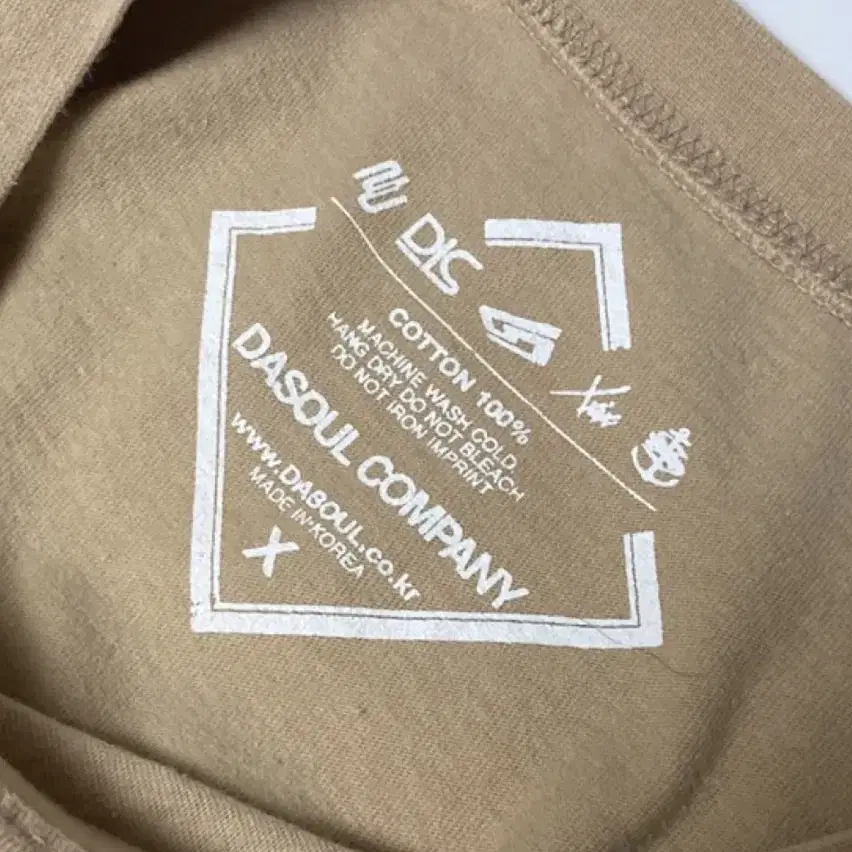 DLS
COTTON 100%
MACHINE WASH COLD
HANG DRY DO NOT BLEACH
DO NOT IRON IMPRINT
DASOUL COMPANY
www.DASOUL.co.kr
MADE IN KOREA
X